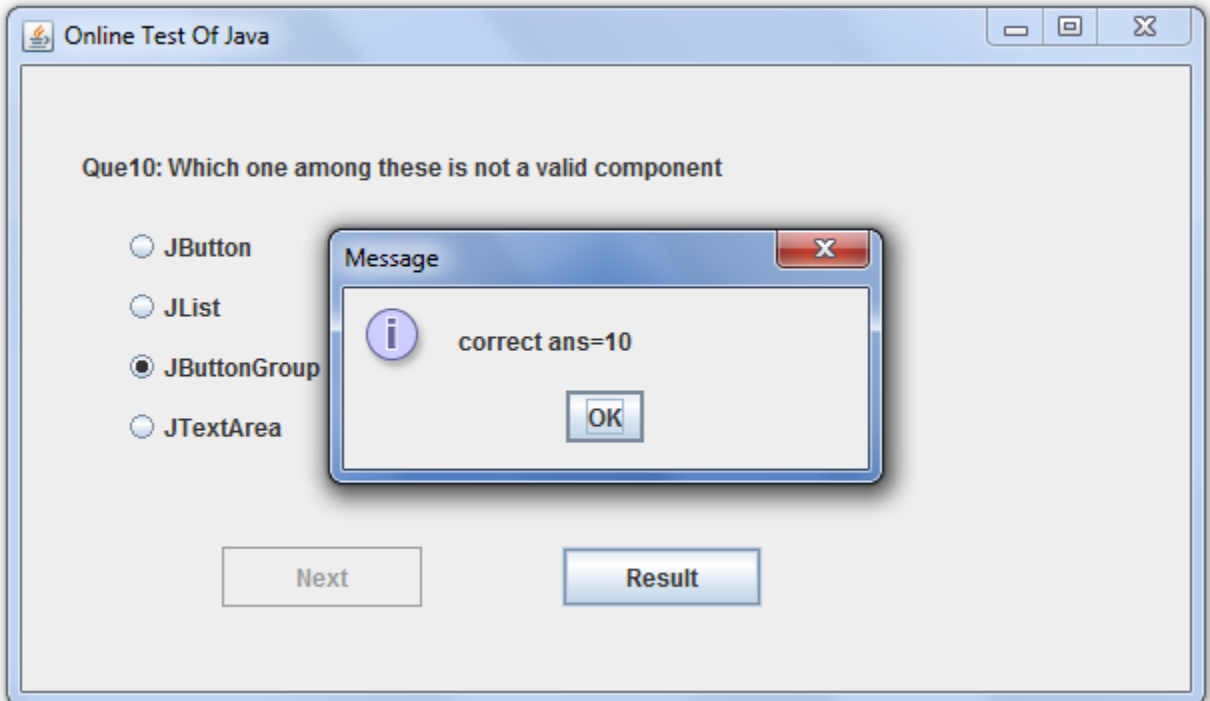 Online Test Of Java
Que10: Which one among these is not a valid component
JButton
JList
JButtonGroup
JTextArea
Message
i
correct ans=10
OK
Next
Result